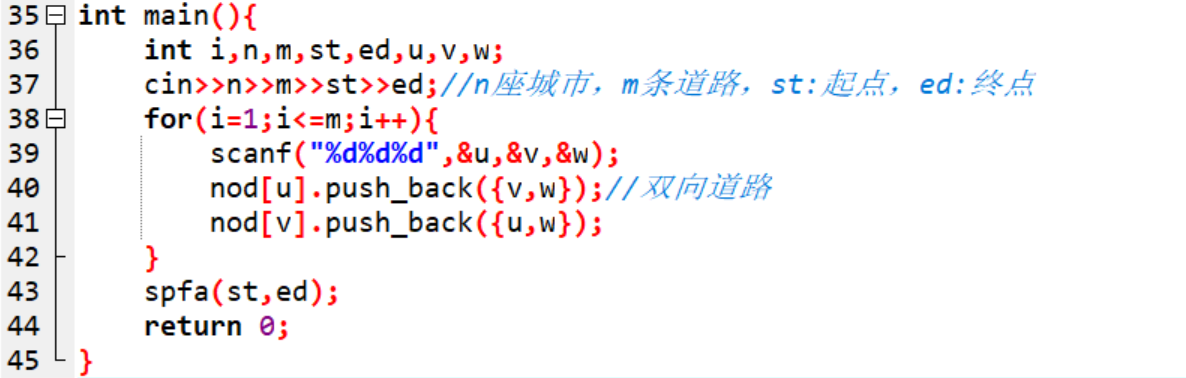 35 int main(){
36 int i,n,m,st,ed,u,v,w;
37 cin>>n>>m>>st>>ed;//n座城市，m条道路，st:起点，ed:终点
38 for(i=1;i<=m;i++){
39 scanf("%d%d%d",&u,&v,&w);
40 nod[u].push_back({v,w});//双向道路
41 nod[v].push_back({u,w});
42 }
43 spfa(st,ed);
44 return 0;
45 }